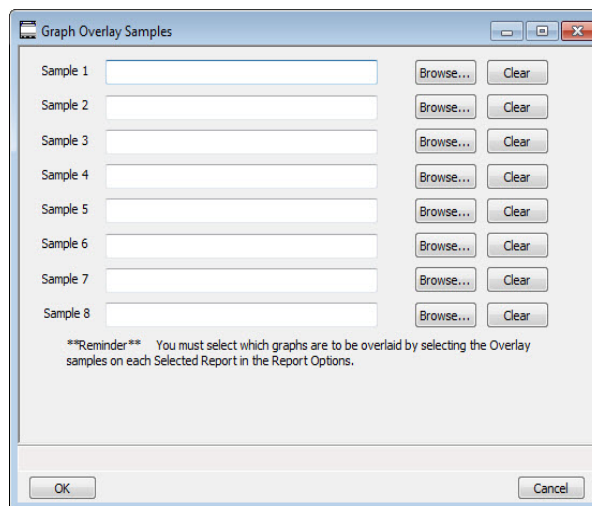 Graph Overlay Samples
Sample 1 Browse... Clear
Sample 2 Browse... Clear
Sample 3 Browse... Clear
Sample 4 Browse... Clear
Sample 5 Browse... Clear
Sample 6 Browse... Clear
Sample 7 Browse... Clear
Sample 8 Browse... Clear
**Reminder** You must select which graphs are to be overlaid by selecting the Overlay
samples on each Selected Report in the Report Options.
OK Cancel